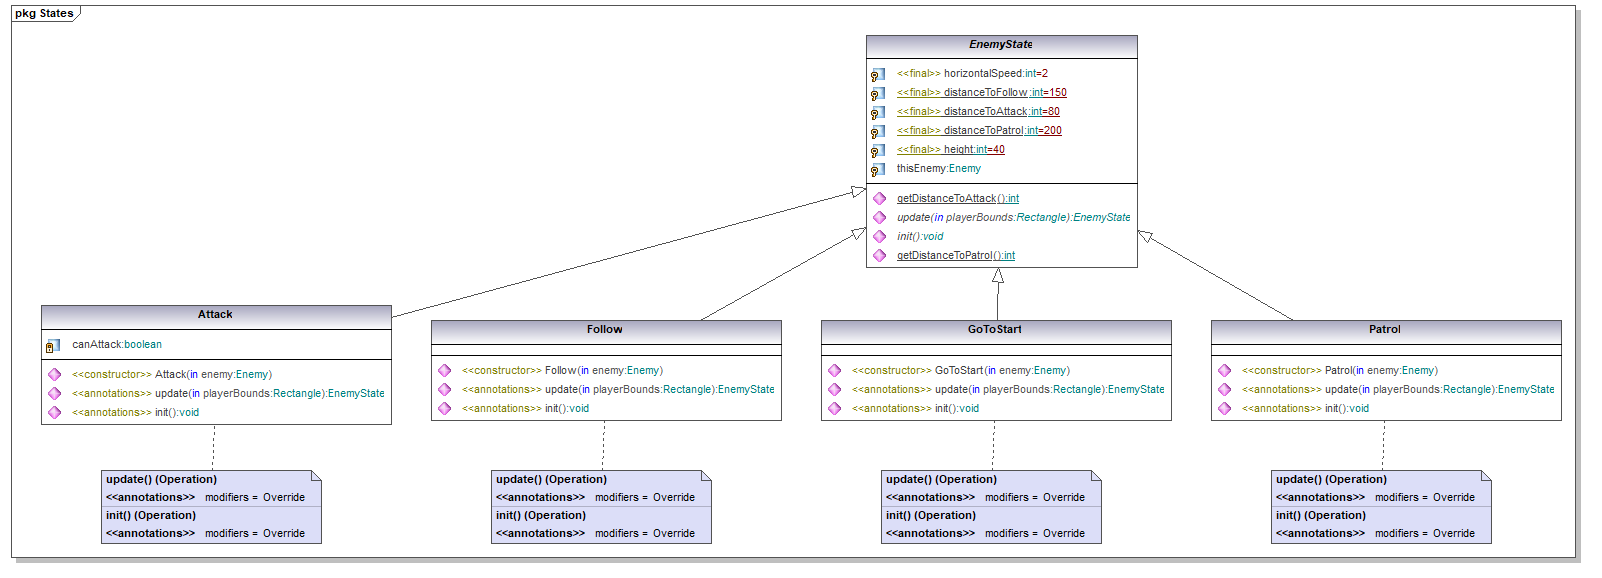 pkg States
EnemyState
<<final>> horizontalSpeed:int=2
<<final>> distanceToFollow:int=150
<<final>> distanceToAttack:int=80
<<final>> distanceToPatrol:int=200
<<final>> height:int=40
thisEnemy:Enemy
getDistanceToAttack():int
update(in playerBounds:Rectangle):EnemyState
init():void
getDistanceToPatrol():int
Attack
canAttack:boolean
<<constructor>> Attack(in enemy:Enemy)
<<annotations>> update(in playerBounds:Rectangle):EnemyState
<<annotations>> init():void
update() (Operation)
<<annotations>> modifiers = Override
init() (Operation)
<<annotations>> modifiers = Override
Follow
<<constructor>> Follow(in enemy:Enemy)
<<annotations>> update(in playerBounds:Rectangle):EnemyState
<<annotations>> init():void
update() (Operation)
<<annotations>> modifiers = Override
init() (Operation)
<<annotations>> modifiers = Override
GoToStart
<<constructor>> GoToStart(in enemy:Enemy)
<<annotations>> update(in playerBounds:Rectangle):EnemyState
<<annotations>> init():void
update() (Operation)
<<annotations>> modifiers = Override
init() (Operation)
<<annotations>> modifiers = Override
Patrol
<<constructor>> Patrol(in enemy:Enemy)
<<annotations>> update(in playerBounds:Rectangle):EnemyState
<<annotations>> init():void
update() (Operation)
<<annotations>> modifiers = Override
init() (Operation)
<<annotations>> modifiers = Override